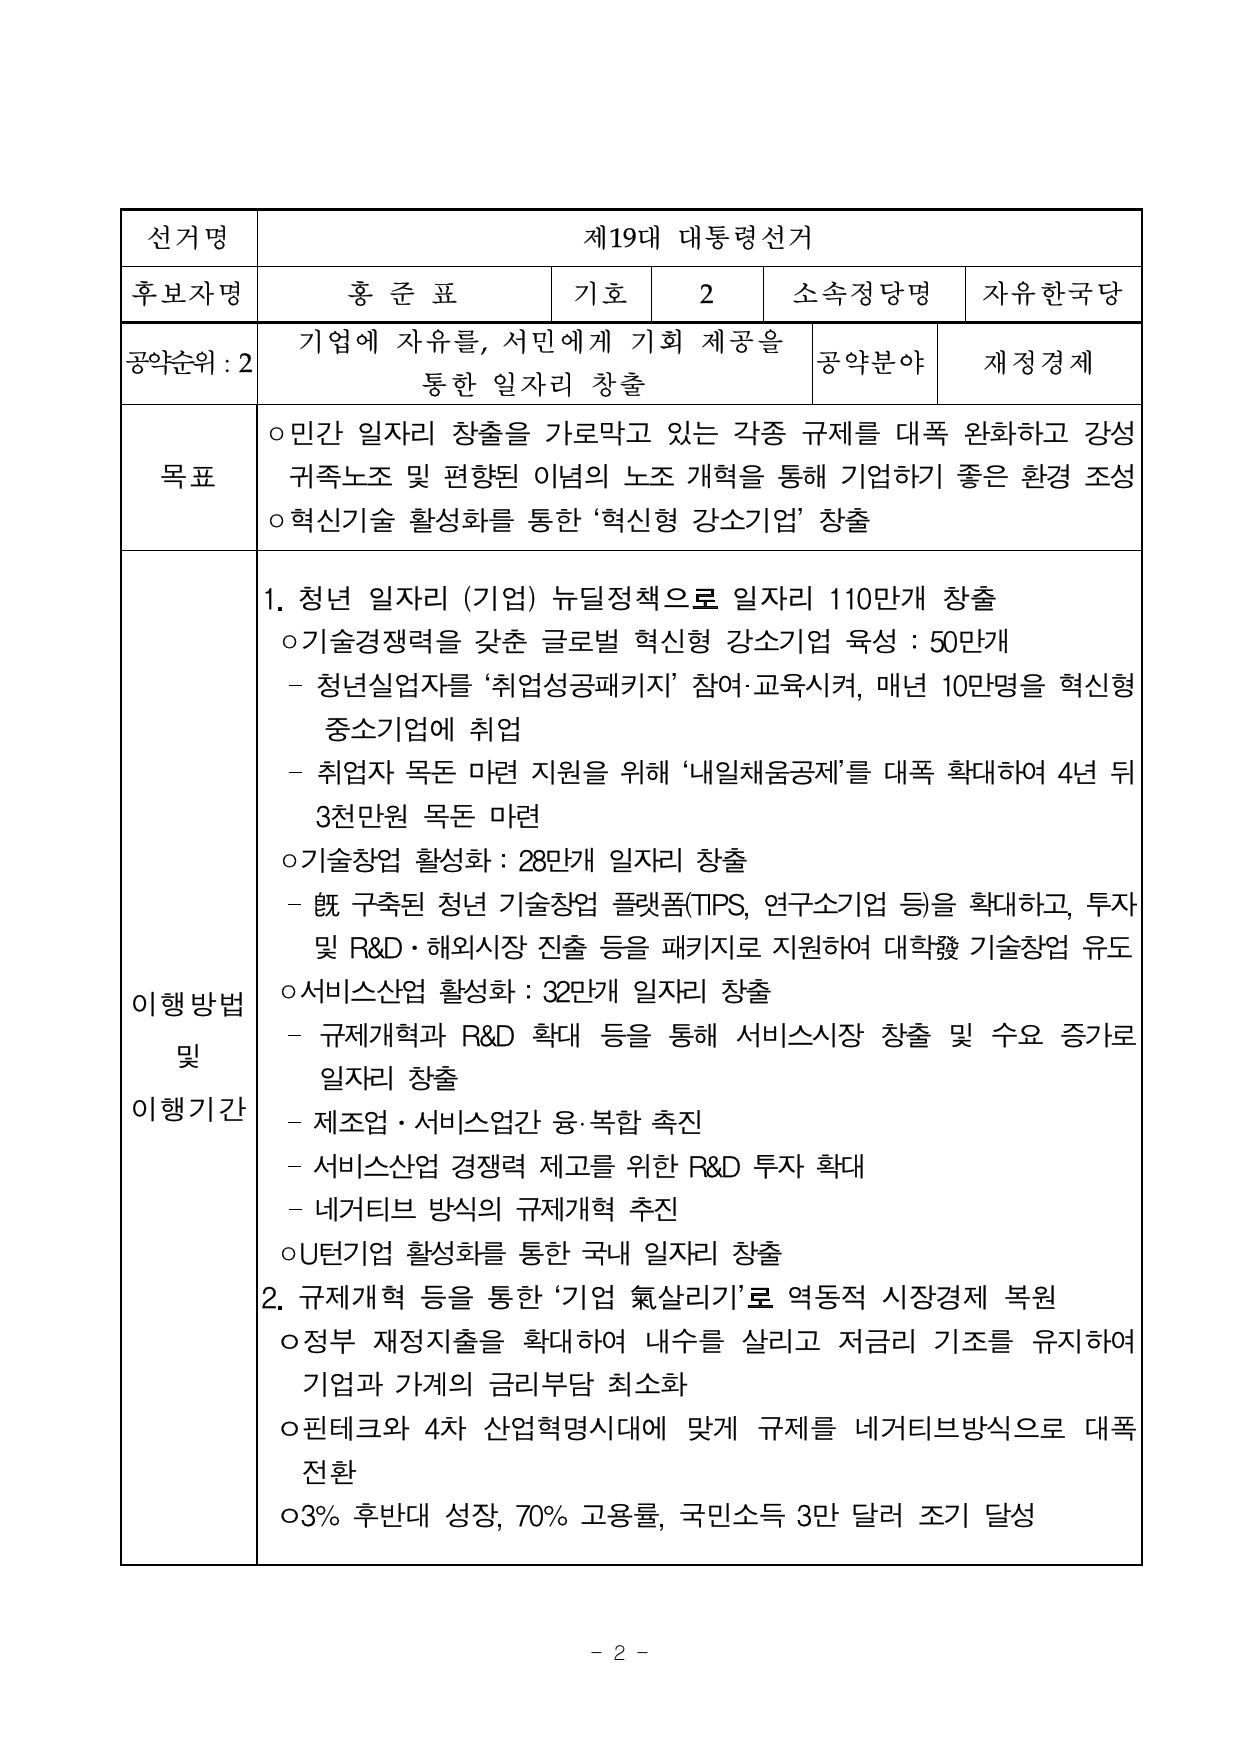 선거명 제19대 대통령선거
후보자명 홍 준 표 기호 2 소속정당명 자유한국당
공약순위 : 2 기업에 자유를, 서민에게 기회 제공을
통한 일자리 창출 공약분야 재정경제
목표
ㅇ민간 일자리 창출을 가로막고 있는 각종 규제를 대폭 완화하고 강성
귀족노조 및 편향된 이념의 노조 개혁을 통해 기업하기 좋은 환경 조성
ㅇ혁신기술 활성화를 통한 ‘혁신형 강소기업’ 창출
이행방법
및
이행기간
1. 청년 일자리 (기업) 뉴딜정책으로 일자리 110만개 창출
ㅇ기술경쟁력을 갖춘 글로벌 혁신형 강소기업 육성 : 50만개
- 청년실업자를 ‘취업성공패키지’ 참여·교육시켜, 매년 10만명을 혁신형
중소기업에 취업
- 취업자 목돈 마련 지원을 위해 ‘내일채움공제’를 대폭 확대하여 4년 뒤
3천만원 목돈 마련
ㅇ기술창업 활성화 : 28만개 일자리 창출
- 旣 구축된 청년 기술창업 플랫폼(TIPS, 연구소기업 등)을 확대하고, 투자
및 R&D·해외시장 진출 등을 패키지로 지원하여 대학發 기술창업 유도
ㅇ서비스산업 활성화 : 32만개 일자리 창출
- 규제개혁과 R&D 확대 등을 통해 서비스시장 창출 및 수요 증가로
일자리 창출
- 제조업·서비스업간 융·복합 촉진
- 서비스산업 경쟁력 제고를 위한 R&D 투자 확대
- 네거티브 방식의 규제개혁 추진
ㅇU턴기업 활성화를 통한 국내 일자리 창출
2. 규제개혁 등을 통한 ‘기업 氣살리기’로 역동적 시장경제 복원
ㅇ정부 재정지출을 확대하여 내수를 살리고 저금리 기조를 유지하여
기업과 가계의 금리부담 최소화
ㅇ핀테크와 4차 산업혁명시대에 맞게 규제를 네거티브방식으로 대폭
전환
ㅇ3% 후반대 성장, 70% 고용률, 국민소득 3만 달러 조기 달성
- 2 -